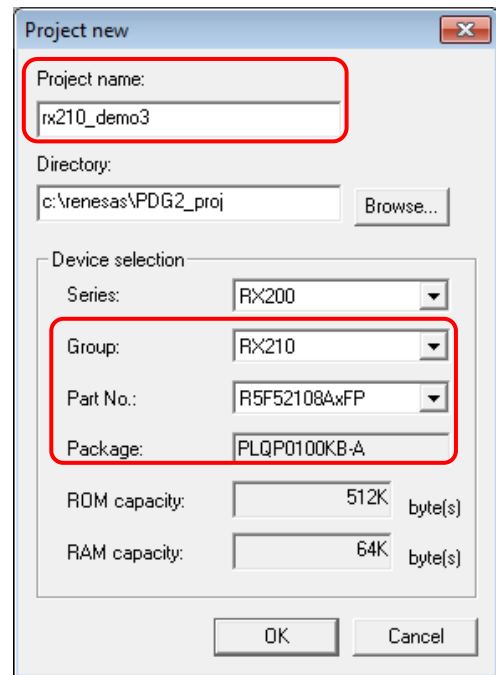 Project new
Project name:
rx210_demo3
Directory:
c:\renesas\PDG2_proj
Browse...
Device selection
Series: RX200
Group: RX210
Part No.: R5F52108AxFP
Package: PLQP0100KB-A
ROM capacity: 512K byte(s)
RAM capacity: 64K byte(s)
OK Cancel